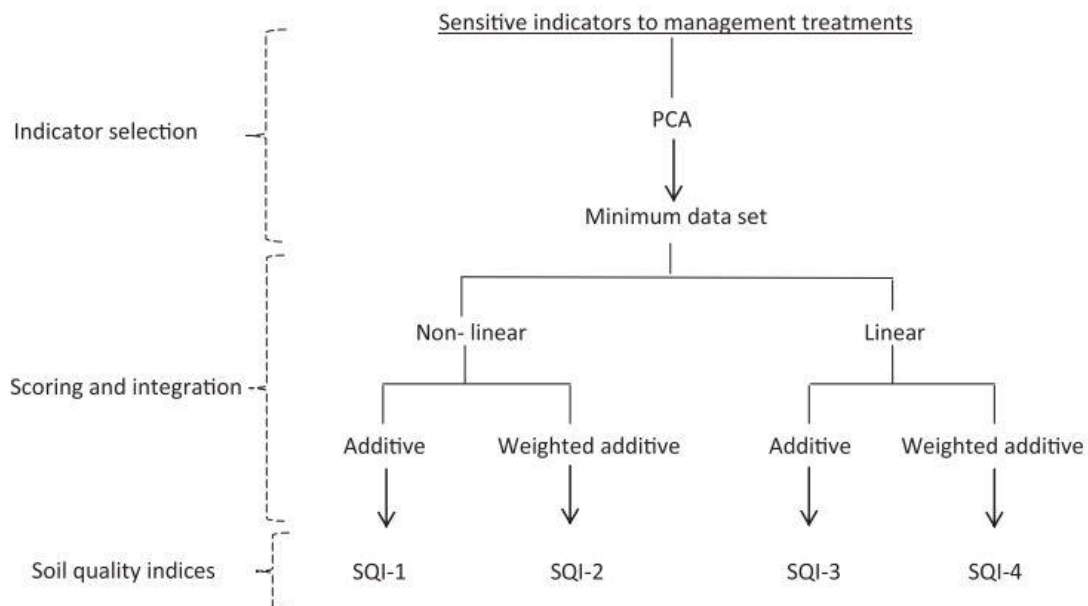 Sensitive indicators to management treatments
Indicator selection
PCA
Minimum data set
Non- linear
Linear
Scoring and integration
Additive
Weighted additive
Additive
Weighted additive
Soil quality indices
SQI-1
SQI-2
SQI-3
SQI-4